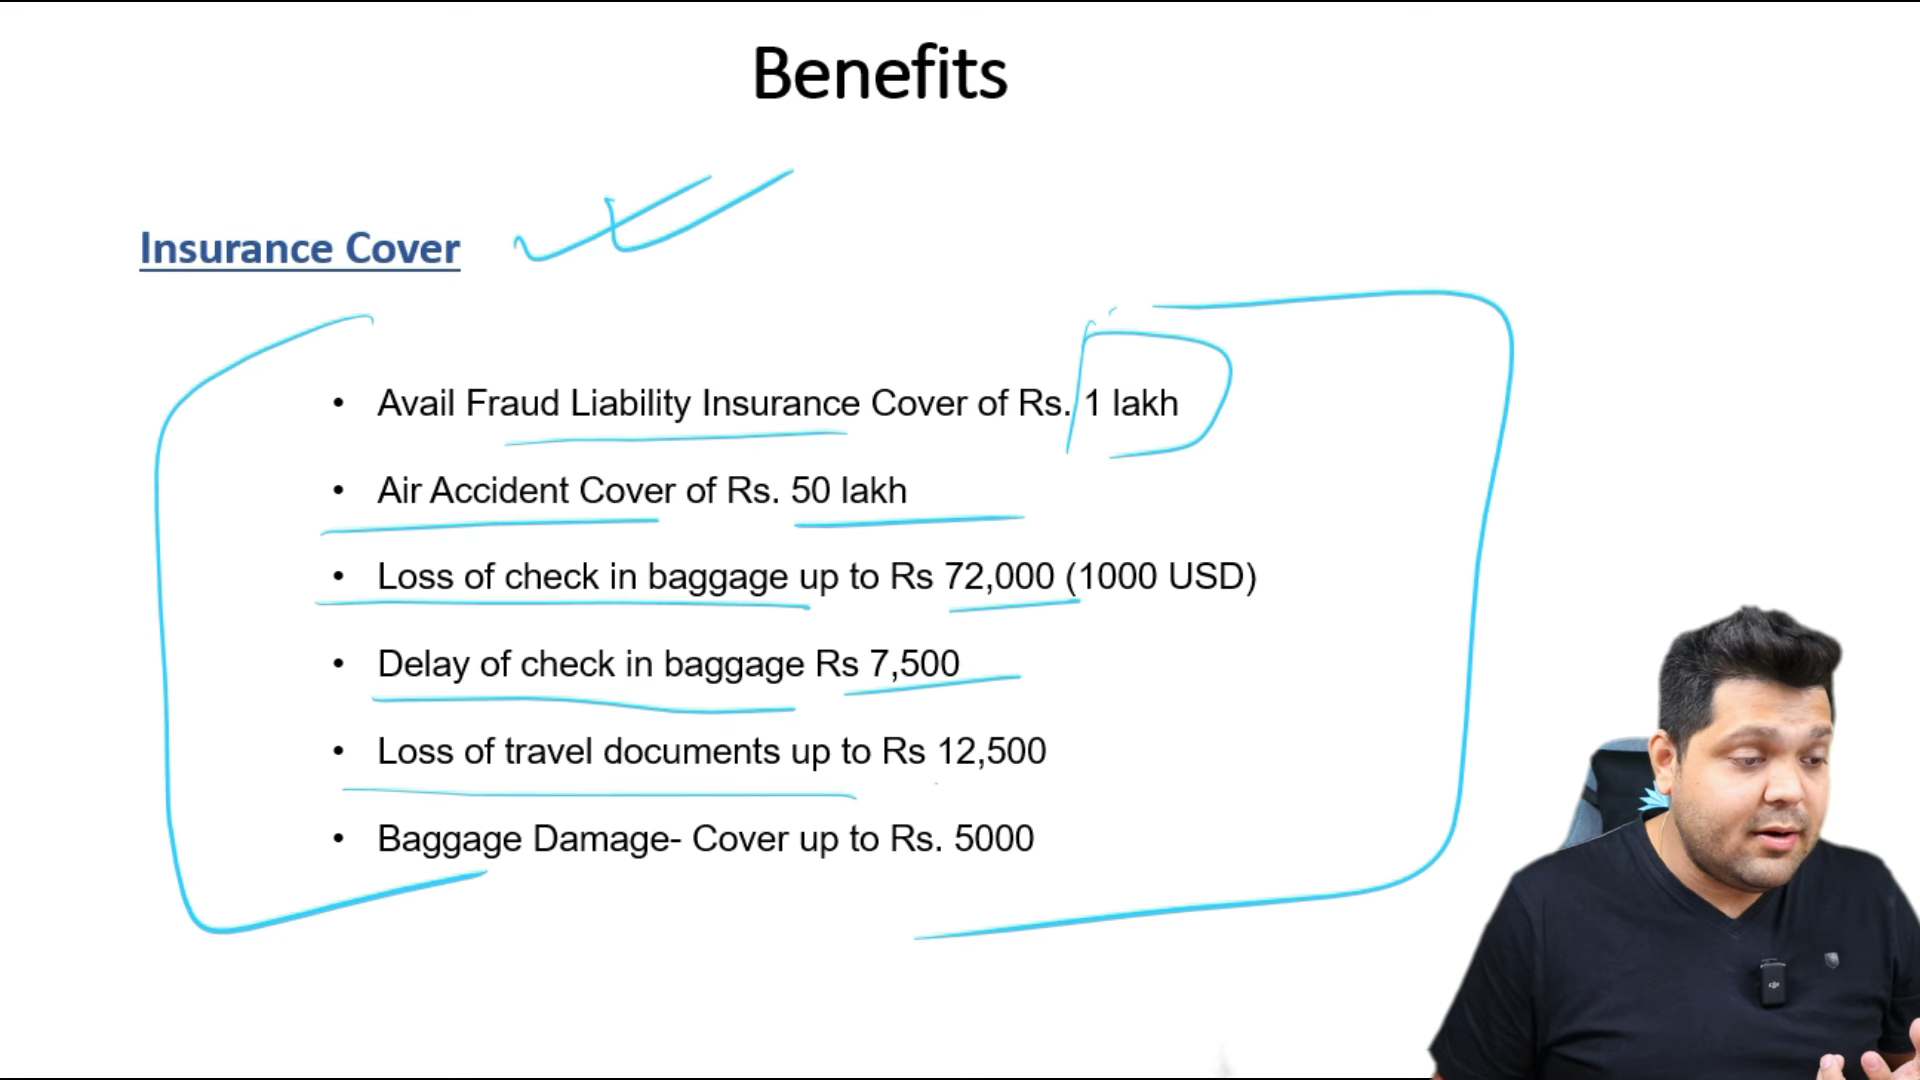 Benefits
Insurance Cover
• Avail Fraud Liability Insurance Cover of Rs. 1 lakh
• Air Accident Cover of Rs. 50 lakh
• Loss of check in baggage up to Rs 72,000 (1000 USD)
• Delay of check in baggage Rs 7,500
• Loss of travel documents up to Rs 12,500
• Baggage Damage- Cover up to Rs. 5000